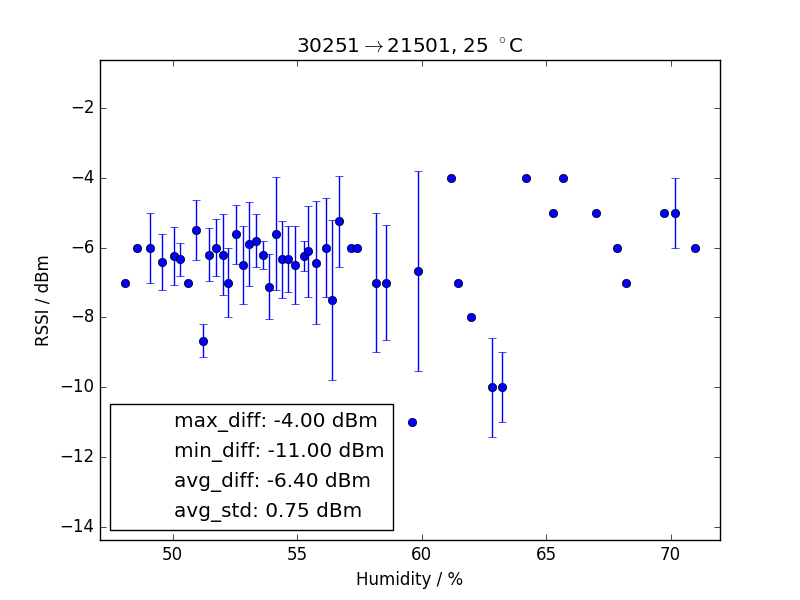 30251→21501, 25 °C
−2
−4
−6
−8
−10
−12
−14
RSSI / dBm
max_diff: -4.00 dBm
min_diff: -11.00 dBm
avg_diff: -6.40 dBm
avg_std: 0.75 dBm
50 55 60 65 70
Humidity / %